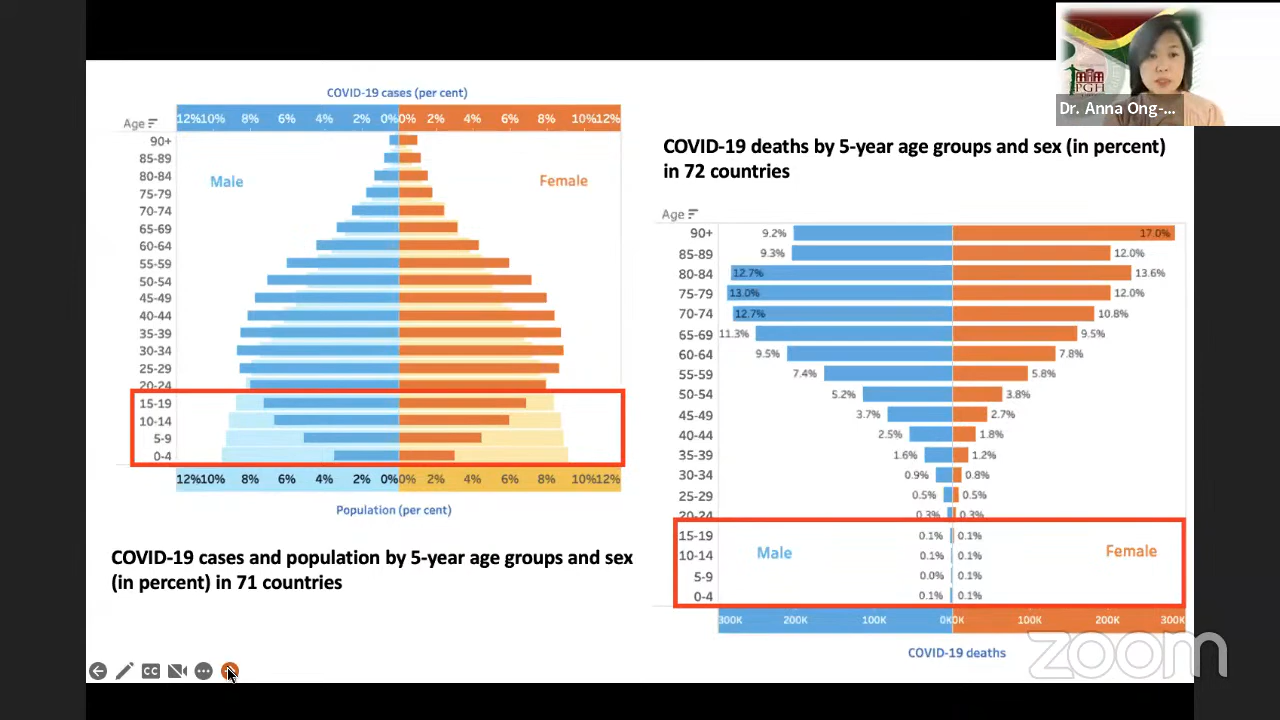 COVID-19 cases (per cent)
Age
12%10% 8% 6% 4% 2% 0%0% 2% 4% 6% 8% 10%12%
Male
Female
90+
85-89
80-84
75-79
70-74
65-69
60-64
55-59
50-54
45-49
40-44
35-39
30-34
25-29
20-24
15-19
10-14
5-9
0-4
12%10% 8% 6% 4% 2% 0%0% 2% 4% 6% 8% 10%12%
Population (per cent)
COVID-19 cases and population by 5-year age groups and sex
(in percent) in 71 countries
PGH
Dr. Anna Ong-...
COVID-19 deaths by 5-year age groups and sex (in percent)
in 72 countries
Age
90+ 9.2% 17.0%
85-89 9.3% 12.0%
80-84 12.7% 13.6%
75-79 13.0% 12.0%
70-74 12.7% 10.8%
65-69 11.3% 9.5%
60-64 9.5% 7.8%
55-59 7.4% 5.8%
50-54 5.2% 3.8%
45-49 3.7% 2.7%
40-44 2.5% 1.8%
35-39 1.6% 1.2%
30-34 0.9% 0.8%
25-29 0.5% 0.5%
20-24 0.3% 0.3%
15-19 0.1% 0.1%
10-14 0.1% 0.1%
5-9 0.0% 0.1%
0-4 0.1% 0.1%
Male
Female
300K 200K 100K 0K0K 100K 200K 300K
COVID-19 deaths
CC
zoom